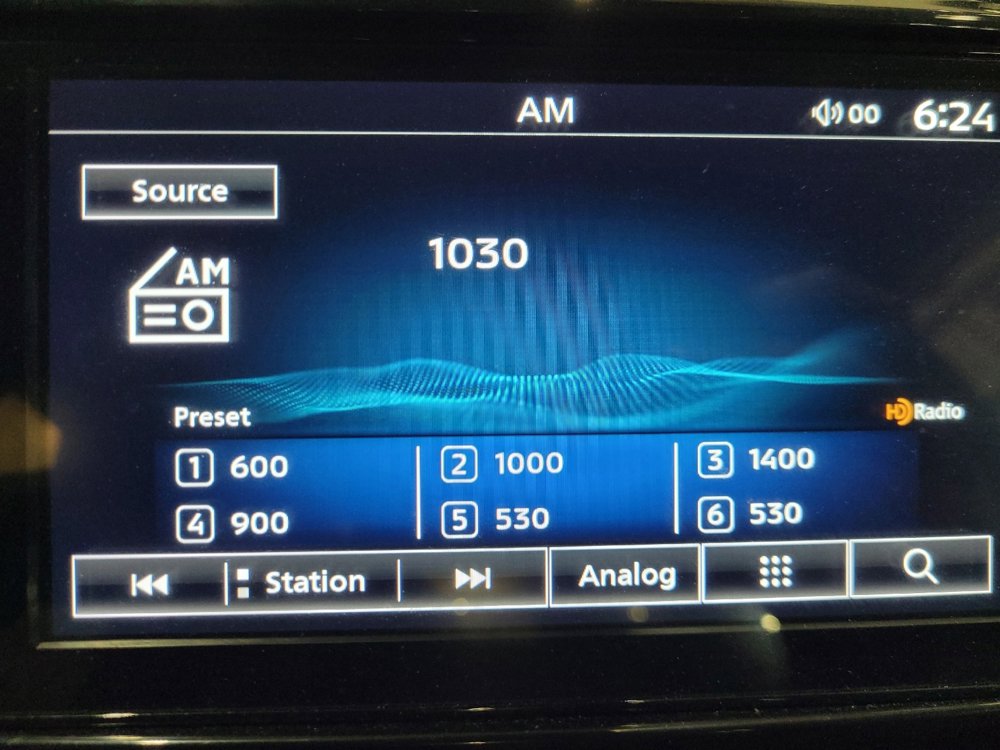 AM 00 6:24
Source
1030
AM
Preset
HD Radio
1 600 2 1000 3 1400
4 900 5 530 6 530
Station Analog